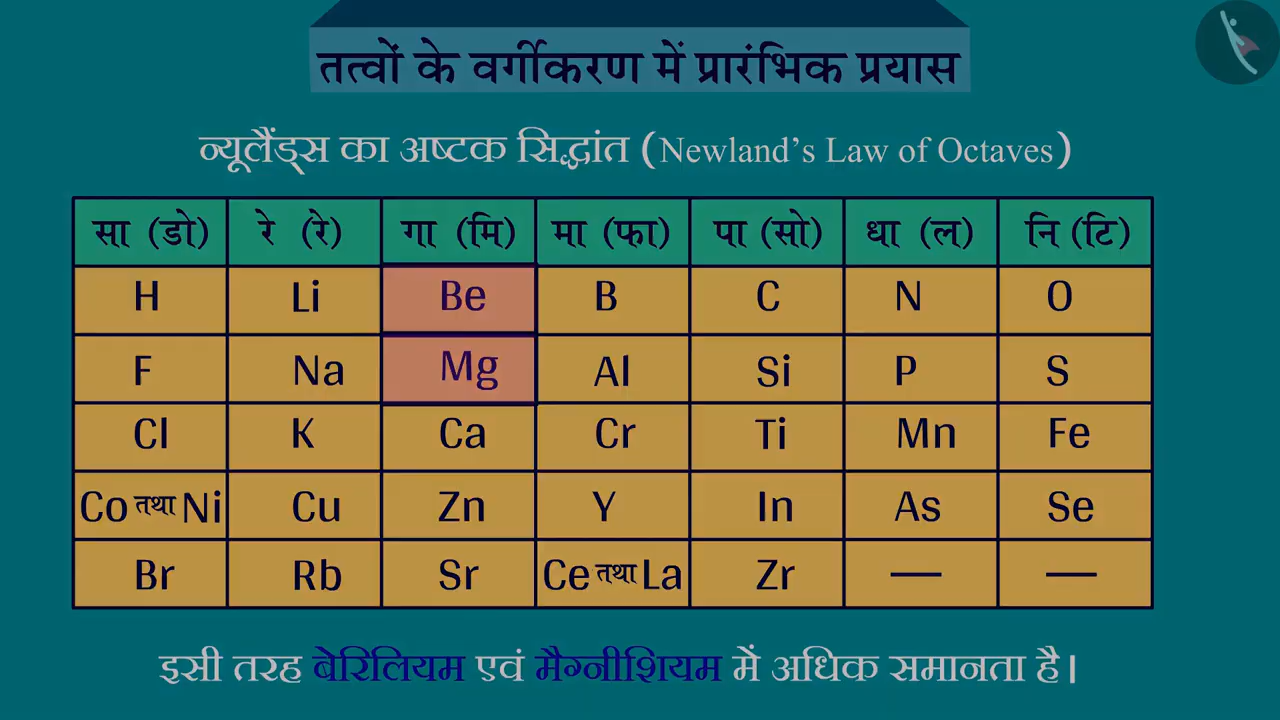 तत्वों के वर्गीकरण में प्रारंभिक प्रयास
न्यूलैंड्स का अष्टक सिद्धांत (Newland's Law of Octaves)
सा (डो) रे (रे) गा (मि) मा (फा) पा (सो) धा (ल) नि (टि)
H Li Be B C N O
F Na Mg Al Si P S
Cl K Ca Cr Ti Mn Fe
Co तथा Ni Cu Zn Y In As Se
Br Rb Sr Ce तथा La Zr — —
इसी तरह बेरिलियम एवं मैग्नीशियम में अधिक समानता है।